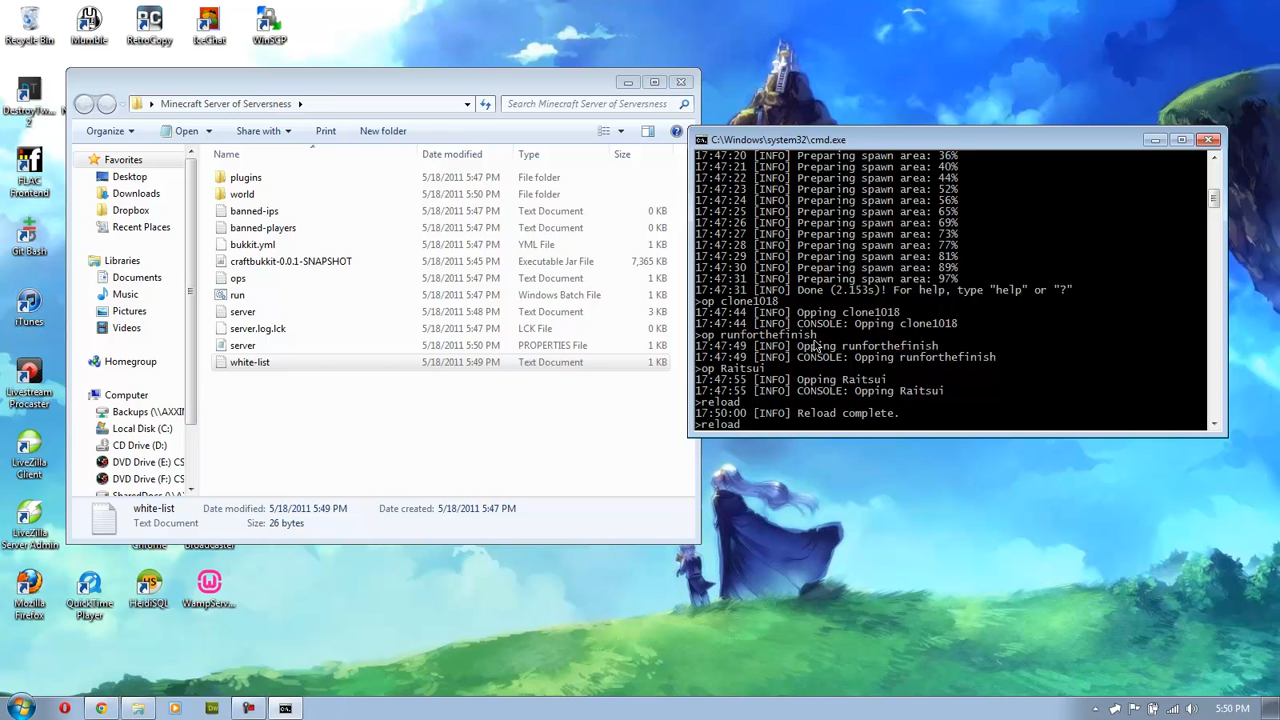 Recycle Bin
Mumble
RetroCopy
IceChat
WinSCP
DestroyTw... 2
FLAC Frontend
Git Bash
iTunes
Livestream Procaster
LiveZilla Client
LiveZilla Server Admin
Mozilla Firefox
QuickTime Player
HeidiSQL
WampServ...
Chrome
Broadcaster
Minecraft Server of Serversness
Search Minecraft Server of Serversness
Organize
Open
Share with
Print
New folder
Name
Date modified
Type
Size
Favorites
Desktop
Downloads
Dropbox
Recent Places
Libraries
Documents
Music
Pictures
Videos
Homegroup
Computer
Backups (\\AXXIN
Local Disk (C:)
CD Drive (D:)
DVD Drive (E:) CS
DVD Drive (F:) CS
SharedDocs (\\AX
plugins 5/18/2011 5:47 PM File folder
world 5/18/2011 5:50 PM File folder
banned-ips 5/18/2011 5:47 PM Text Document 0 KB
banned-players 5/18/2011 5:47 PM Text Document 0 KB
bukkit.yml 5/18/2011 5:47 PM YML File 1 KB
craftbukkit-0.0.1-SNAPSHOT 5/18/2011 5:45 PM Executable Jar File 7,365 KB
ops 5/18/2011 5:47 PM Text Document 1 KB
run 5/18/2011 5:47 PM Windows Batch File 1 KB
server 5/18/2011 5:50 PM Text Document 3 KB
server.log.lck 5/18/2011 5:47 PM LCK File 0 KB
server 5/18/2011 5:50 PM PROPERTIES File 1 KB
white-list 5/18/2011 5:49 PM Text Document 1 KB
white-list Date modified: 5/18/2011 5:49 PM Date created: 5/18/2011 5:47 PM
Text Document Size: 26 bytes
C:\Windows\system32\cmd.exe
17:47:20 [INFO] Preparing spawn area: 36%
17:47:21 [INFO] Preparing spawn area: 40%
17:47:22 [INFO] Preparing spawn area: 44%
17:47:23 [INFO] Preparing spawn area: 52%
17:47:24 [INFO] Preparing spawn area: 56%
17:47:25 [INFO] Preparing spawn area: 65%
17:47:26 [INFO] Preparing spawn area: 69%
17:47:27 [INFO] Preparing spawn area: 73%
17:47:28 [INFO] Preparing spawn area: 77%
17:47:29 [INFO] Preparing spawn area: 81%
17:47:30 [INFO] Preparing spawn area: 89%
17:47:31 [INFO] Preparing spawn area: 97%
17:47:31 [INFO] Done (2.153s)! For help, type "help" or "?"
>op clone1018
17:47:44 [INFO] Opping clone1018
17:47:44 [INFO] CONSOLE: Opping clone1018
>op runforthefinish
17:47:49 [INFO] Opping runforthefinish
17:47:49 [INFO] CONSOLE: Opping runforthefinish
>op Raitsui
17:47:55 [INFO] Opping Raitsui
17:47:55 [INFO] CONSOLE: Opping Raitsui
>reload
17:50:00 [INFO] Reload complete.
>reload
5:50 PM